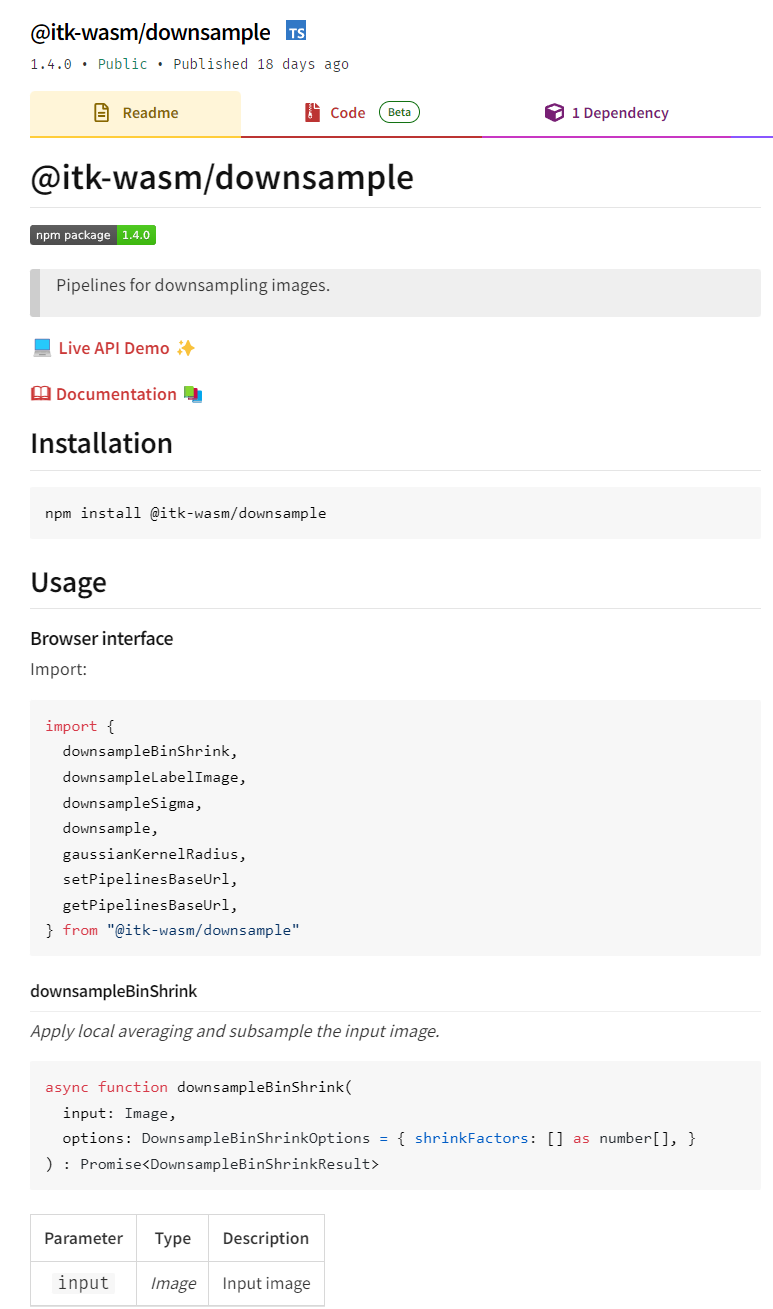 @itk-wasm/downsample TS
1.4.0 • Public • Published 18 days ago
Readme Code Beta 1 Dependency
@itk-wasm/downsample
npm package 1.4.0
Pipelines for downsampling images.
Live API Demo
Documentation
Installation
npm install @itk-wasm/downsample
Usage
Browser interface
Import:
import {
  downsampleBinShrink,
  downsampleLabelImage,
  downsampleSigma,
  downsample,
  gaussianKernelRadius,
  setPipelinesBaseUrl,
  getPipelinesBaseUrl,
} from "@itk-wasm/downsample"
downsampleBinShrink
Apply local averaging and subsample the input image.
async function downsampleBinShrink(
  input: Image,
  options: DownsampleBinShrinkOptions = { shrinkFactors: [] as number[], }
) : Promise<DownsampleBinShrinkResult>
Parameter Type Description
input Image Input image